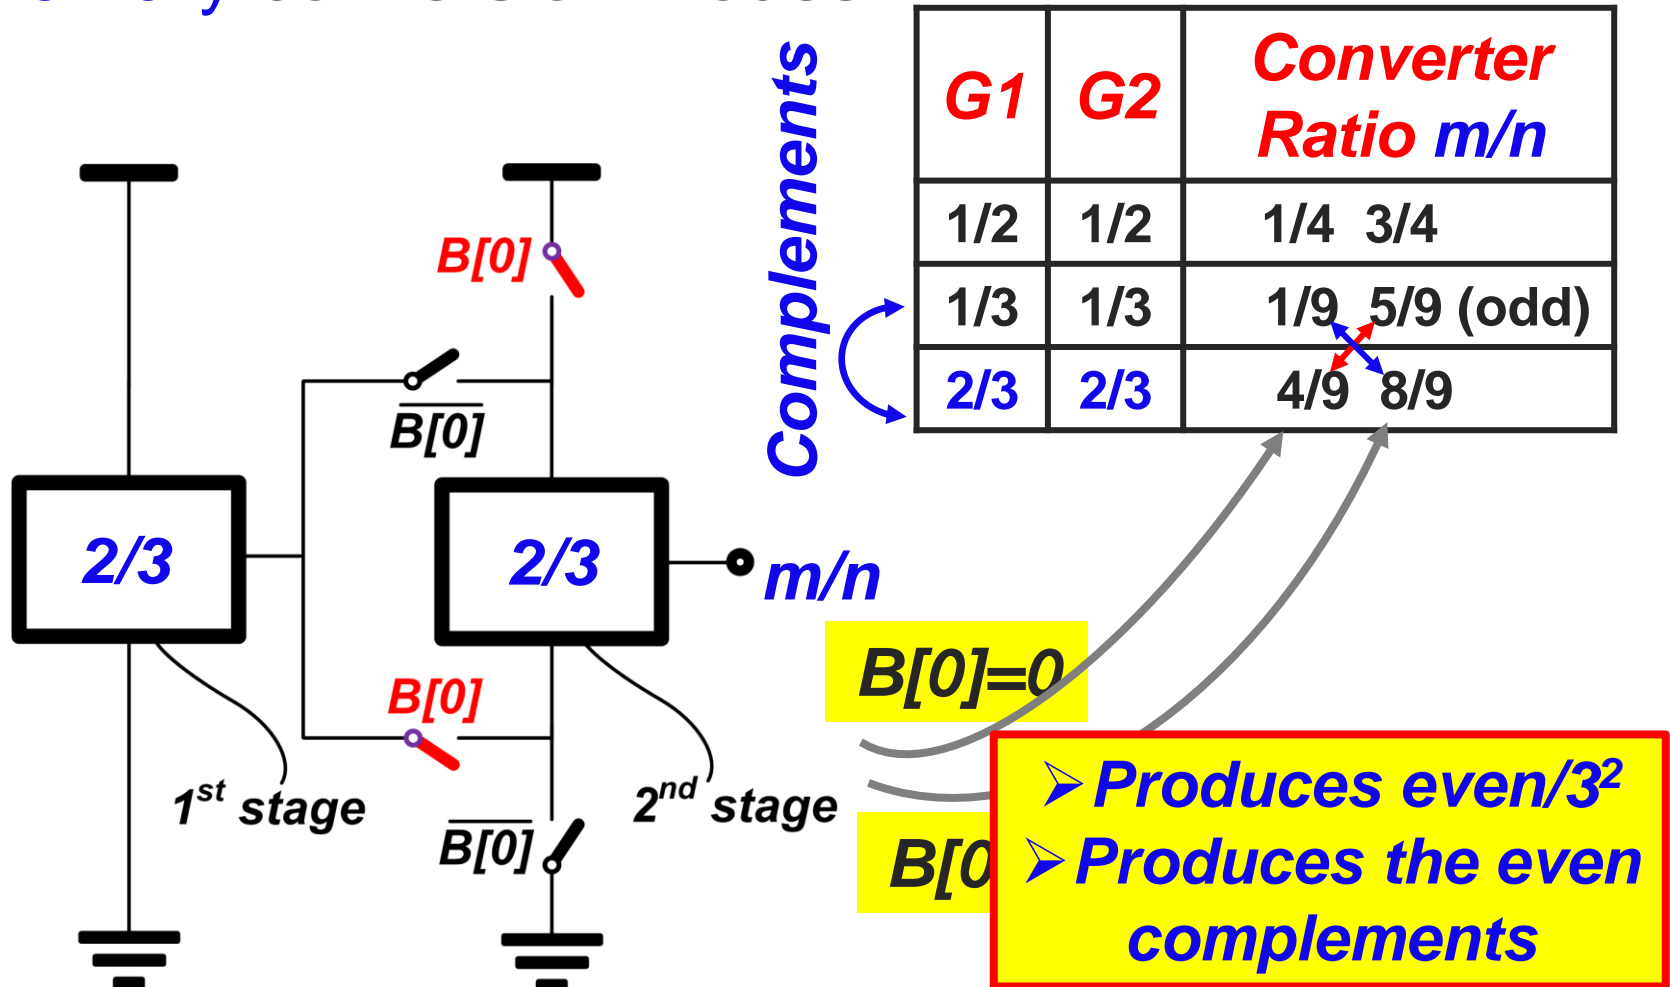 Complements
G1 G2 Converter Ratio m/n
1/2 1/2 1/4 3/4
1/3 1/3 1/9 5/9 (odd)
2/3 2/3 4/9 8/9
B[0]
B[0]
2/3
2/3
m/n
B[0]
1st stage
2nd stage
B[0]
B[0]=0
B[0
➢Produces even/3²
➢Produces the even
complements